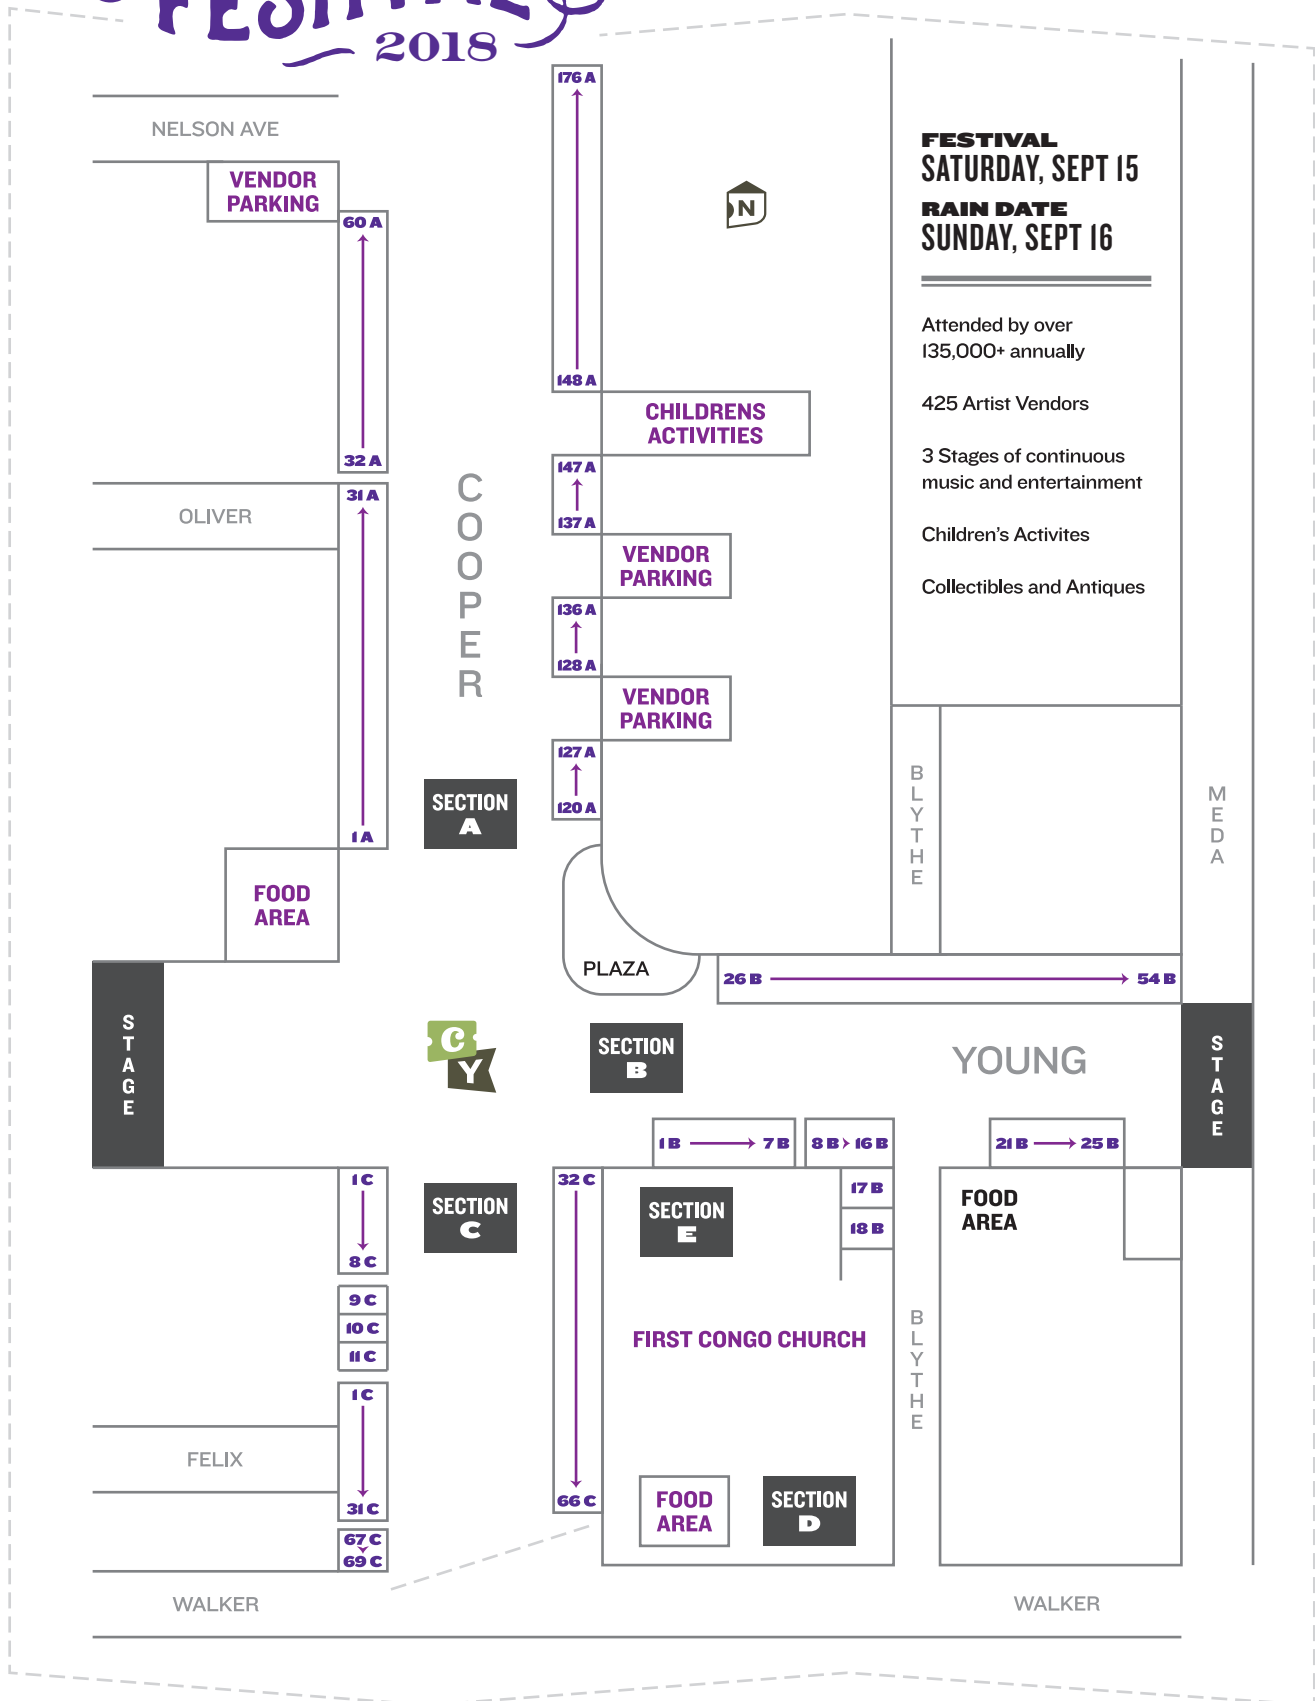 FESTIVAL
2018
NELSON AVE
VENDOR
PARKING
60 A
32 A
OLIVER
31 A
1 A
FOOD
AREA
STAGE
COOPER
SECTION
A
176 A
148 A
CHILDRENS
ACTIVITIES
147 A
137 A
VENDOR
PARKING
136 A
128 A
VENDOR
PARKING
127 A
120 A
PLAZA
N
FESTIVAL
SATURDAY, SEPT 15
RAIN DATE
SUNDAY, SEPT 16
Attended by over
135,000+ annually
425 Artist Vendors
3 Stages of continuous
music and entertainment
Children's Activites
Collectibles and Antiques
BLYTHE
MEDA
26 B
54 B
C
Y
SECTION
B
YOUNG
STAGE
1 B
7 B
8 B
16 B
17 B
18 B
21 B
25 B
FOOD
AREA
1 C
8 C
9 C
10 C
11 C
1 C
31 C
67 C
69 C
FELIX
WALKER
SECTION
C
32 C
66 C
SECTION
E
FIRST CONGO CHURCH
FOOD
AREA
SECTION
D
BLYTHE
WALKER